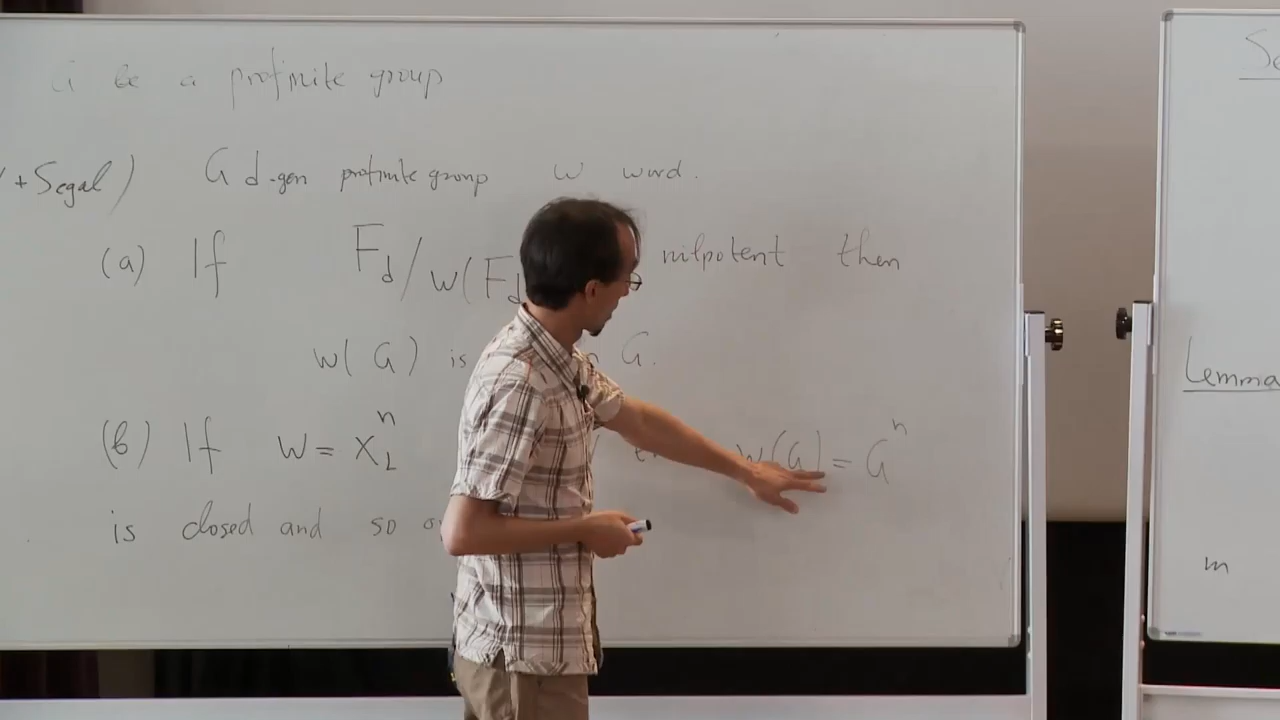 G be a profinite group
+ Segal) G d-gen profinite group w word.
(a) If F_d / w(F_d nilpotent then
w(G) is G.
(b) If w = x_1^n w(G) = G^n
is closed and so
Lemma
m